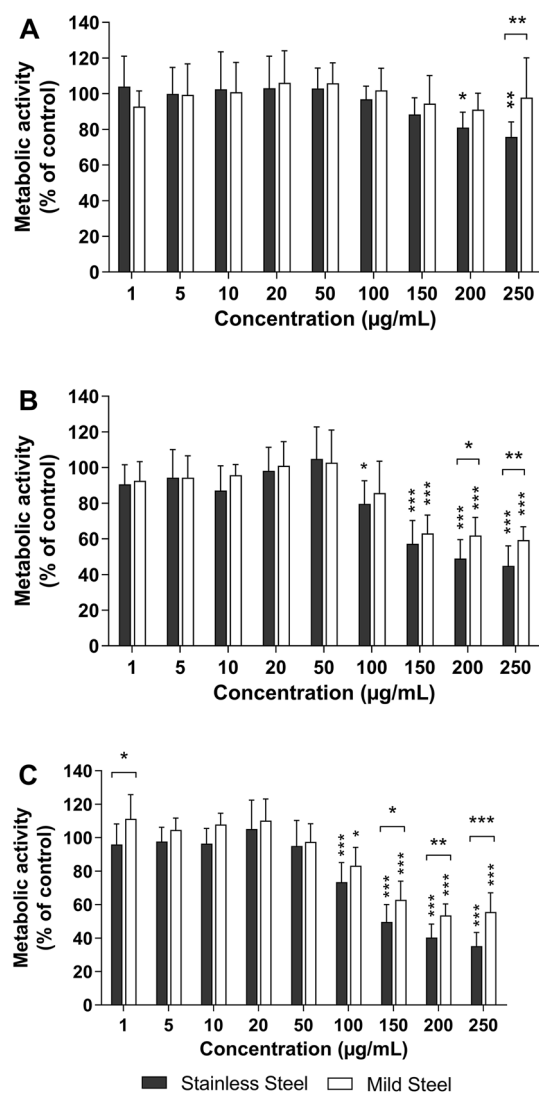 A
Metabolic activity
(% of control)
140
120
100
80
60
40
20
0
**
*
**
1 5 10 20 50 100 150 200 250
Concentration (µg/mL)
B
Metabolic activity
(% of control)
140
120
100
80
60
40
20
0
* **
*
*** *** *** *** *** ***
1 5 10 20 50 100 150 200 250
Concentration (µg/mL)
C
Metabolic activity
(% of control)
140
120
100
80
60
40
20
0
* * ** ***
*** * *** *** *** *** *** ***
1 5 10 20 50 100 150 200 250
Concentration (µg/mL)
Stainless Steel Mild Steel